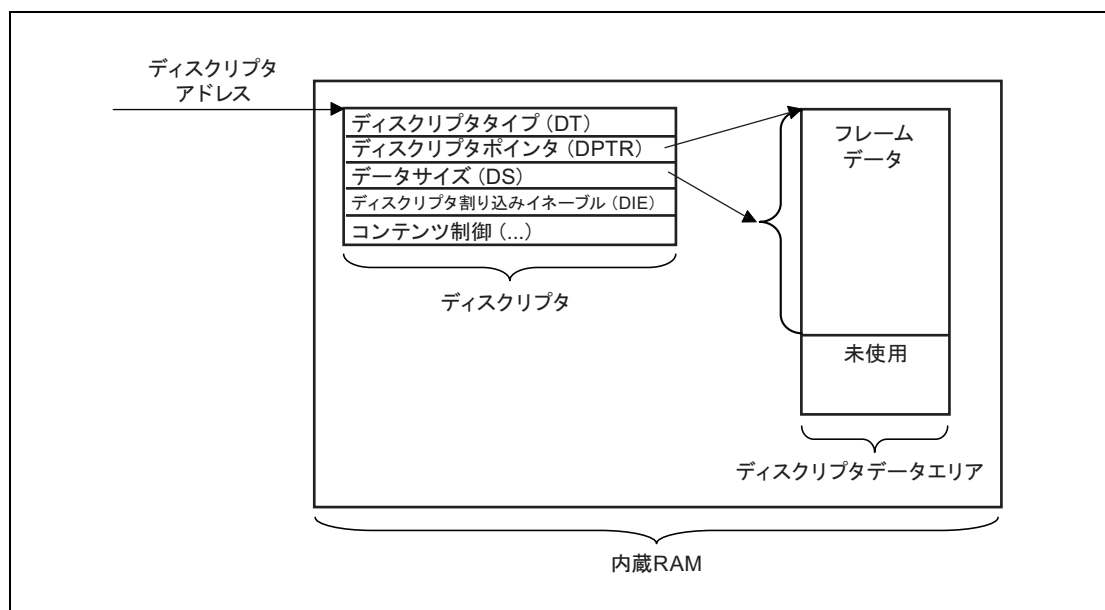 ディスクリプタ
アドレス
ディスクリプタタイプ (DT)
ディスクリプタポインタ (DPTR)
データサイズ (DS)
ディスクリプタ割り込みイネーブル (DIE)
コンテンツ制御 (...)
ディスクリプタ
フレーム
データ
未使用
ディスクリプタデータエリア
内蔵RAM